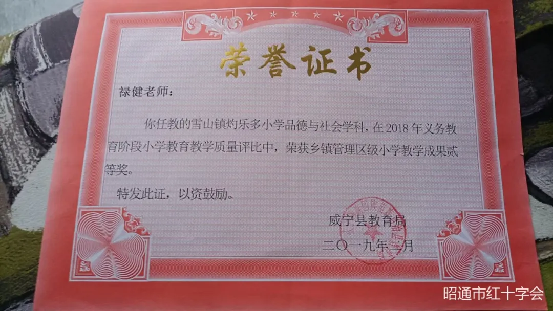 荣誉证书
禄健老师：
你任教的雪山镇灼乐多小学品德与社会学科，在2018年义务教
育阶段小学教育教学质量评比中，荣获乡镇管理区级小学教学成果贰
等奖。
特发此证，以资鼓励。
威宁县教育局
二〇一九年 月
昭通市红十字会